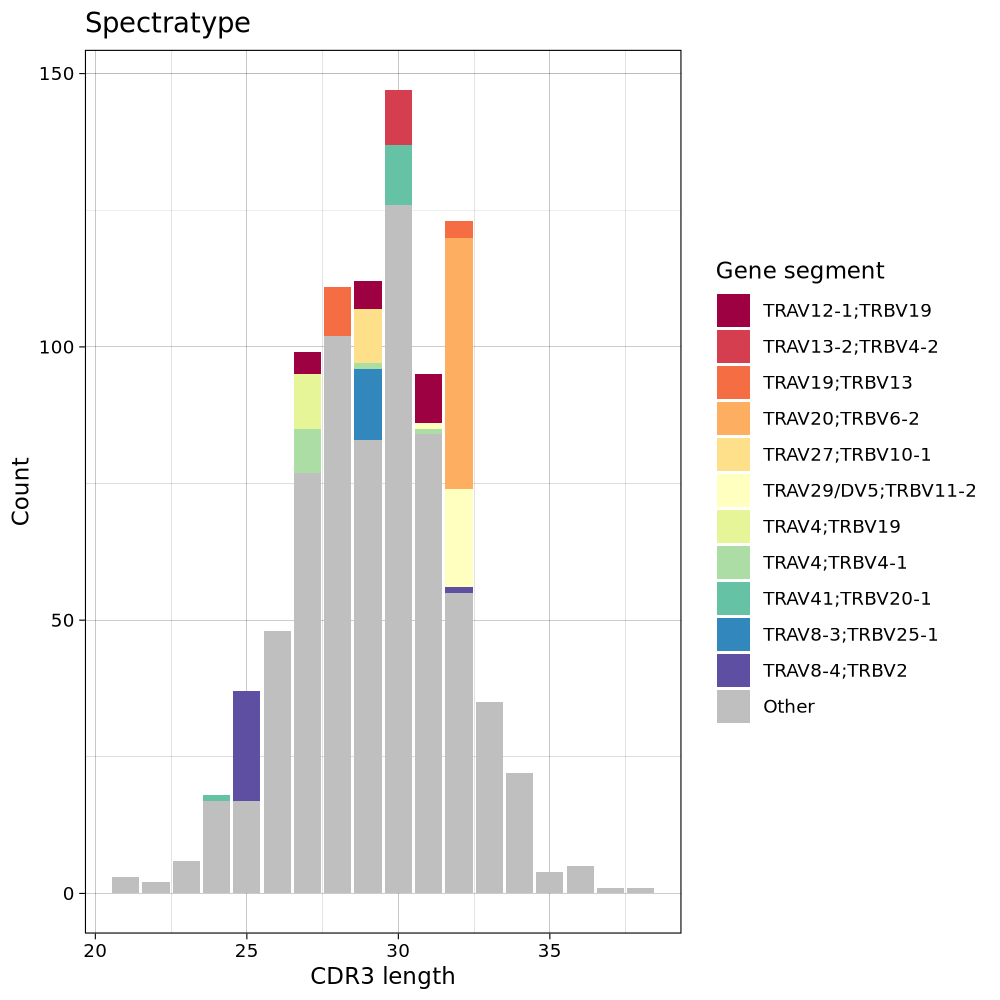 Spectratype
150
100
50
0
Count
20 25 30 35
CDR3 length
Gene segment
TRAV12-1;TRBV19
TRAV13-2;TRBV4-2
TRAV19;TRBV13
TRAV20;TRBV6-2
TRAV27;TRBV10-1
TRAV29/DV5;TRBV11-2
TRAV4;TRBV19
TRAV4;TRBV4-1
TRAV41;TRBV20-1
TRAV8-3;TRBV25-1
TRAV8-4;TRBV2
Other